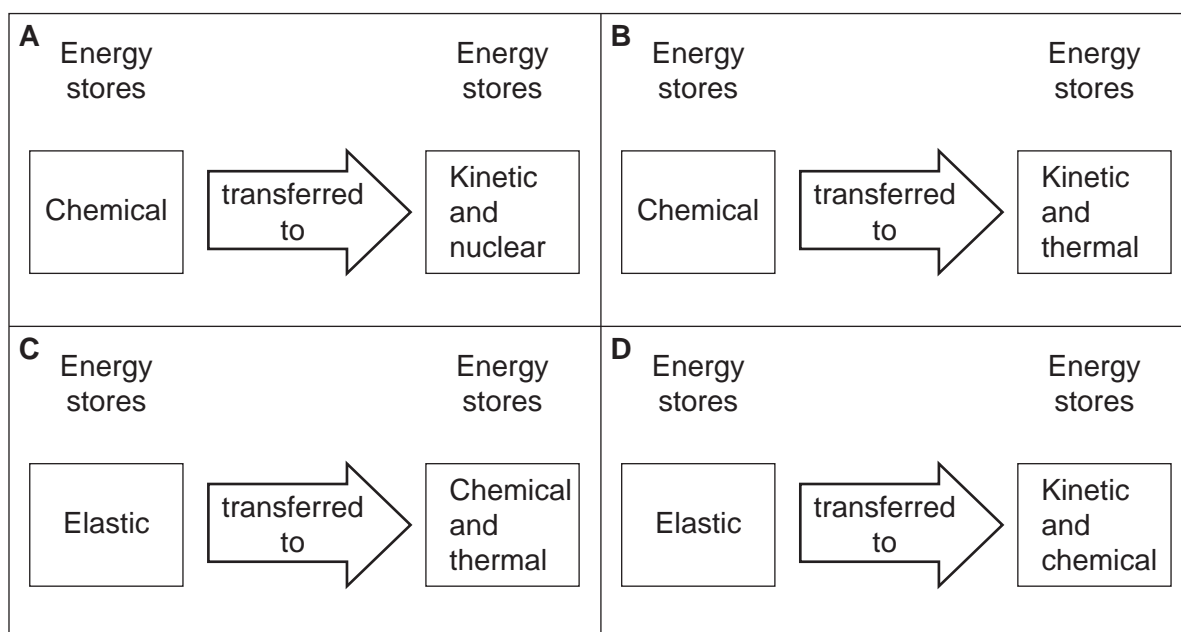 A
Energy
stores
Energy
stores
Chemical
transferred
to
Kinetic
and
nuclear
B
Energy
stores
Energy
stores
Chemical
transferred
to
Kinetic
and
thermal
C
Energy
stores
Energy
stores
Elastic
transferred
to
Chemical
and
thermal
D
Energy
stores
Energy
stores
Elastic
transferred
to
Kinetic
and
chemical